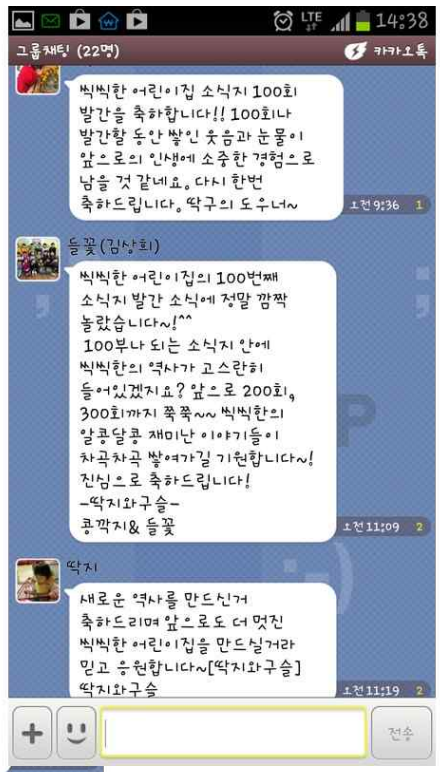 LTE 14:38
그룹채팅 (22명)
카카오톡
씩씩한 어린이집 소식지 100회
발간을 축하합니다!! 100회나
발간할 동안 쌓인 웃음과 눈물이
앞으로의 인생에 소중한 경험으로
남을 것 같네요. 다시 한번
축하드립니다. 딱구의 도우너~
오전 9:36 1
들꽃(김상희)
씩씩한 어린이집의 100번째
소식지 발간 소식에 정말 깜짝
놀랐습니다~!^^
100부나 되는 소식지 안에
씩씩한의 역사가 고스란히
들어있겠지요? 앞으로 200회,
300회까지 쭉쭉~~ 씩씩한의
알콩달콩 재미난 이야기들이
차곡차곡 쌓여가길 기원합니다~!
진심으로 축하드립니다!
-딱지와구슬-
콩깍지& 들꽃
오전 11:09 2
딱지
새로운 역사를 만드신거
축하드리며 앞으로도 더 멋진
씩씩한 어린이집을 만드실거라
믿고 응원합니다~[딱지와구슬]
딱지와구슬
오전 11:19 2
전송